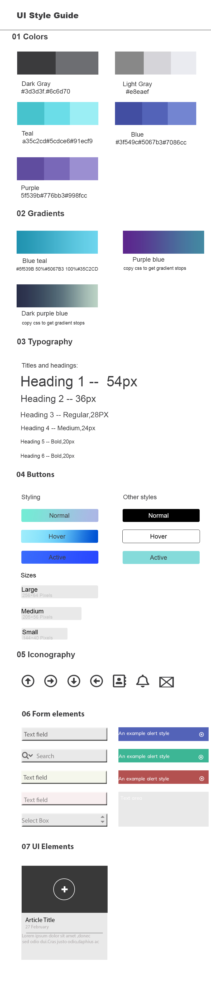 UI Style Guide
01 Colors
Dark Gray
#3d3d3f.#6c6d70
Light Gray
#e8eaef
Teal
a35c2cd#5cdce6#91ecf9
Blue
#3f549c#5067b3#7086cc
Purple
5f539b#776bb3#998fcc
02 Gradients
Blue teal
#5f539B 50%#5067B3 100%#35C2CD
Purple blue
copy css to get gradient stops
Dark purple blue
copy css to get gradient stops
03 Typography
Titles and headings:
Heading 1 -- 54px
Heading 2 -- 36px
Heading 3 -- Regular,28PX
Heading 4 -- Medium,24px
Heading 5 -- Bold,20px
Heading 6 -- Bold,20px
04 Buttons
Styling
Normal
Hover
Active
Other styles
Normal
Hover
Active
Sizes
Large
256×64 Pixels
Medium
205×56 Pixels
Small
144×40 Pixels
05 Iconography
06 Form elements
Text field
Search
Text field
Text field
Select Box
An example alert style
An example alert style
An example alert style
Text area
07 UI Elements
Article Title
27 February
Lorem ipsum dolor sit amet ,donec
sed odio dui.Cras justo odio,daphius ac